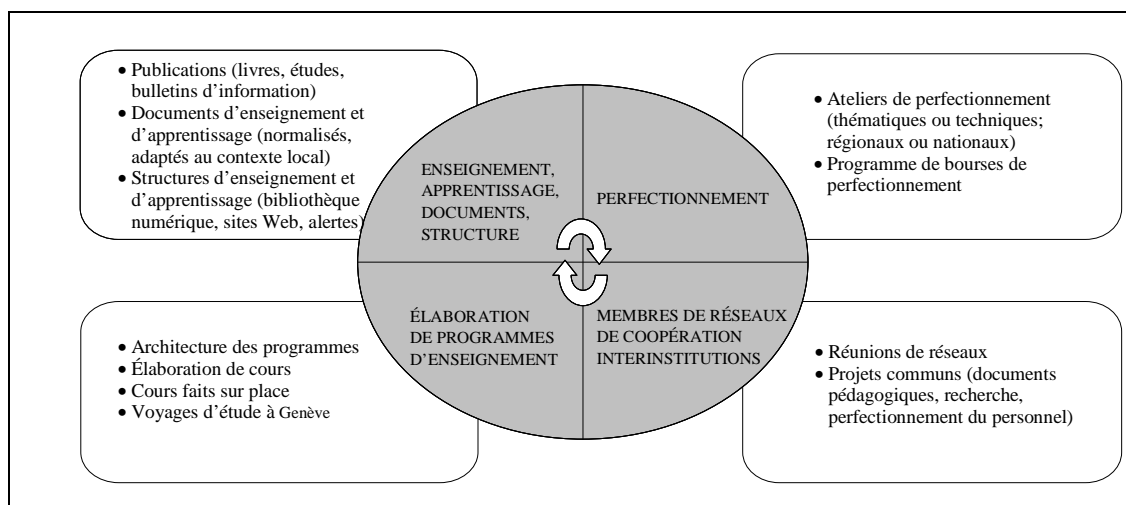 • Publications (livres, études,
bulletins d'information)
• Documents d'enseignement et
d'apprentissage (normalisés,
adaptés au contexte local)
• Structures d'enseignement et
d'apprentissage (bibliothèque
numérique, sites Web, alertes)
ENSEIGNEMENT,
APPRENTISSAGE,
DOCUMENTS,
STRUCTURE
PERFECTIONNEMENT
• Ateliers de perfectionnement
(thématiques ou techniques;
régionaux ou nationaux)
• Programme de bourses de
perfectionnement
• Architecture des programmes
• Élaboration de cours
• Cours faits sur place
• Voyages d'étude à Genève
ÉLABORATION
DE PROGRAMMES
D'ENSEIGNEMENT
MEMBRES DE RÉSEAUX
DE COOPÉRATION
INTERINSTITUTIONS
• Réunions de réseaux
• Projets communs (documents
pédagogiques, recherche,
perfectionnement du personnel)